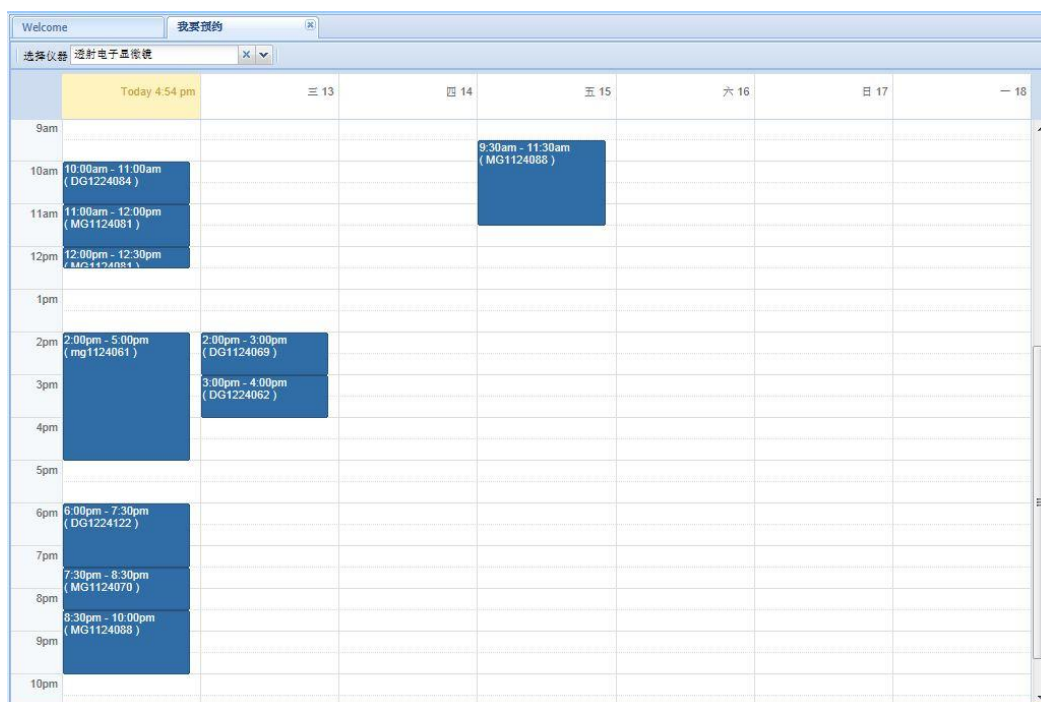 Welcome
我要预约
选择仪器 透射电子显微镜
Today 4:54 pm
三 13
四 14
五 15
六 16
日 17
一 18
9am
9:30am - 11:30am
( MG1124088 )
10am
10:00am - 11:00am
( DG1224084 )
11am
11:00am - 12:00pm
( MG1124081 )
12pm
12:00pm - 12:30pm
( MG1124081 )
1pm
2pm
2:00pm - 5:00pm
( mg1124061 )
2:00pm - 3:00pm
( DG1124069 )
3pm
3:00pm - 4:00pm
( DG1224062 )
4pm
5pm
6pm
6:00pm - 7:30pm
( DG1224122 )
7pm
7:30pm - 8:30pm
( MG1124070 )
8pm
8:30pm - 10:00pm
( MG1124088 )
9pm
10pm